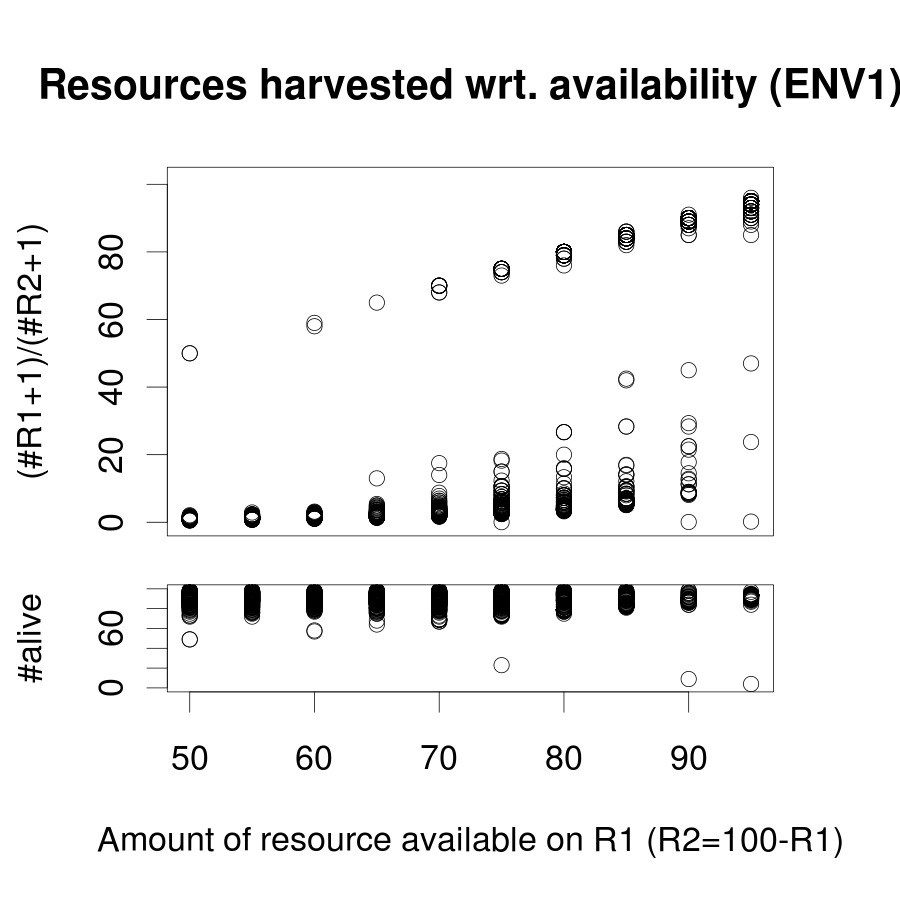 Resources harvested wrt. availability (ENV1)
(#R1+1)/(#R2+1)
80
60
40
20
0
#alive
60
0
50 60 70 80 90
Amount of resource available on R1 (R2=100-R1)